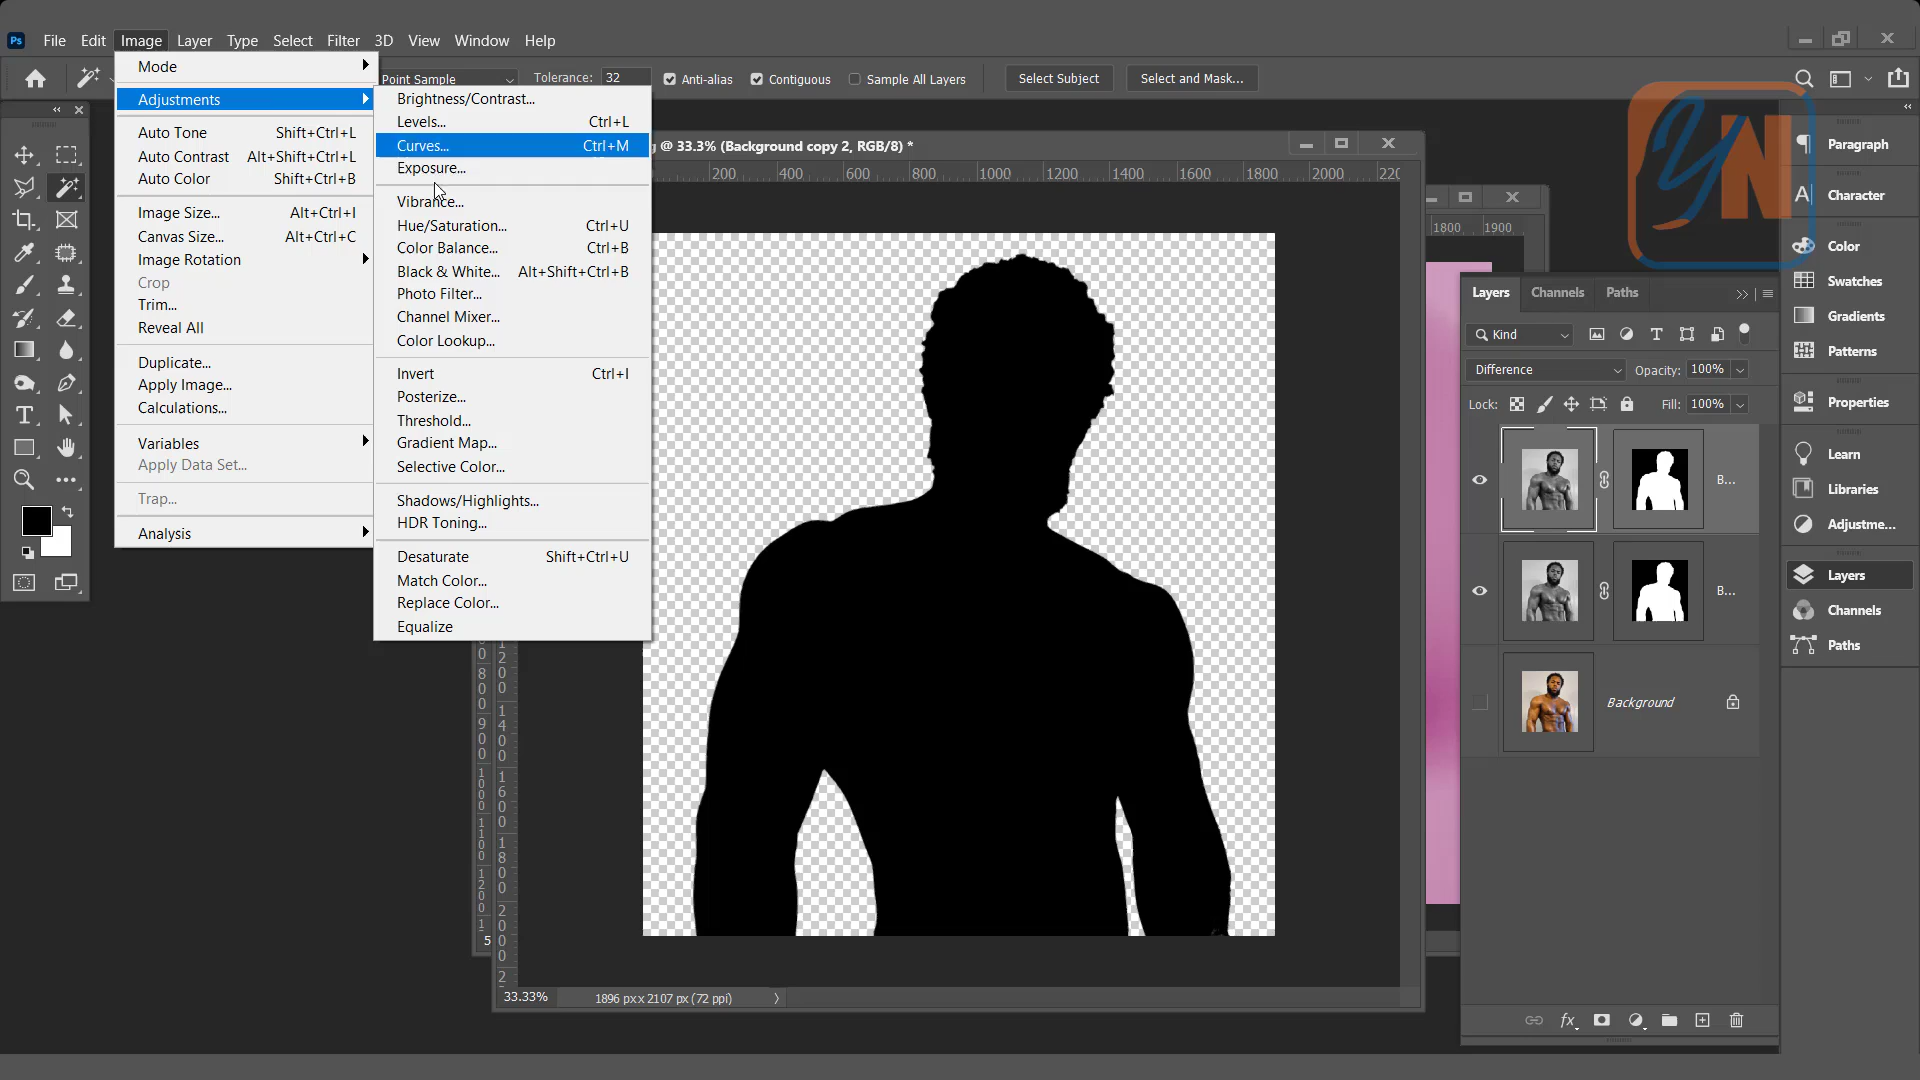 Ps File Edit Image Layer Type Select Filter 3D View Window Help
Point Sample Tolerance: 32 Anti-alias Contiguous Sample All Layers Select Subject Select and Mask...
Mode
Adjustments
Auto Tone Shift+Ctrl+L
Auto Contrast Alt+Shift+Ctrl+L
Auto Color Shift+Ctrl+B
Image Size... Alt+Ctrl+I
Canvas Size... Alt+Ctrl+C
Image Rotation
Crop
Trim...
Reveal All
Duplicate...
Apply Image...
Calculations...
Variables
Apply Data Set...
Trap...
Analysis
Brightness/Contrast...
Levels... Ctrl+L
Curves... Ctrl+M
Exposure...
Vibrance...
Hue/Saturation... Ctrl+U
Color Balance... Ctrl+B
Black & White... Alt+Shift+Ctrl+B
Photo Filter...
Channel Mixer...
Color Lookup...
Invert Ctrl+I
Posterize...
Threshold...
Gradient Map...
Selective Color...
Shadows/Highlights...
HDR Toning...
Desaturate Shift+Ctrl+U
Match Color...
Replace Color...
Equalize
g @ 33.3% (Background copy 2, RGB/8) *
200 400 600 800 1000 1200 1400 1600 1800 2000 220
1800 1900
YN
Layers Channels Paths
Kind
Difference Opacity: 100%
Lock: Fill: 100%
B...
B...
Background
fx
Paragraph
Character
Color
Swatches
Gradients
Patterns
Properties
Learn
Libraries
Adjustme...
Layers
Channels
Paths
33.33% 1896 px x 2107 px (72 ppi)